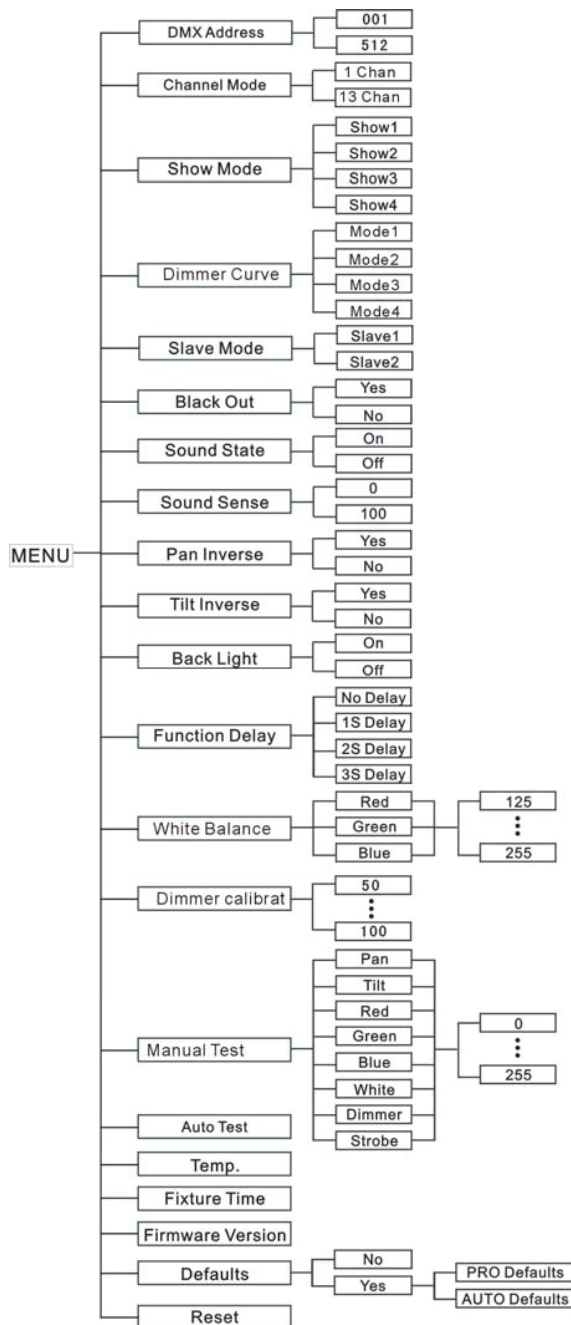 DMX Address
001
512
Channel Mode
1 Chan
13 Chan
Show Mode
Show1
Show2
Show3
Show4
Dimmer Curve
Mode1
Mode2
Mode3
Mode4
Slave Mode
Slave1
Slave2
Black Out
Yes
No
Sound State
On
Off
Sound Sense
0
100
MENU
Pan Inverse
Yes
No
Tilt Inverse
Yes
No
Back Light
On
Off
Function Delay
No Delay
1S Delay
2S Delay
3S Delay
White Balance
Red
Green
Blue
125
255
Dimmer calibrat
50
100
Manual Test
Pan
Tilt
Red
Green
Blue
White
Dimmer
Strobe
0
255
Auto Test
Temp.
Fixture Time
Firmware Version
Defaults
No
Yes
PRO Defaults
AUTO Defaults
Reset